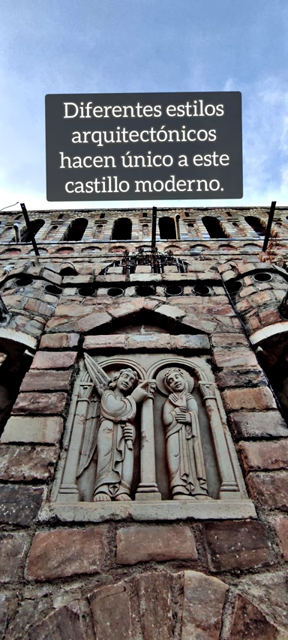 Diferentes estilos
arquitectónicos
hacen único a este
castillo moderno.